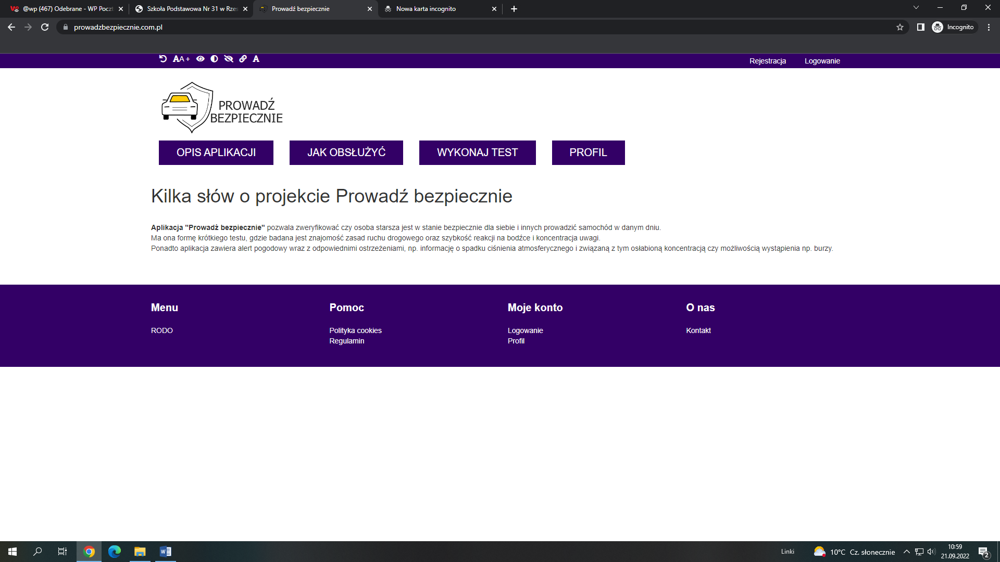 @wp (467) Odebrane - WP Poczt
Szkoła Podstawowa Nr 31 w Rzes
Prowadź bezpiecznie
Nowa karta incognito
prowadzbezpiecznie.com.pl
Incognito
AA+
A
Rejestracja
Logowanie
PROWADŹ
BEZPIECZNIE
OPIS APLIKACJI
JAK OBSŁUŻYĆ
WYKONAJ TEST
PROFIL
Kilka słów o projekcie Prowadź bezpiecznie
Aplikacja "Prowadź bezpiecznie" pozwala zweryfikować czy osoba starsza jest w stanie bezpiecznie dla siebie i innych prowadzić samochód w danym dniu.
Ma ona formę krótkiego testu, gdzie badana jest znajomość zasad ruchu drogowego oraz szybkość reakcji na bodźce i koncentracja uwagi.
Ponadto aplikacja zawiera alert pogodowy wraz z odpowiednimi ostrzeżeniami, np. informację o spadku ciśnienia atmosferycznego i związaną z tym osłabioną koncentracją czy możliwością wystąpienia np. burzy.
Menu
RODO
Pomoc
Polityka cookies
Regulamin
Moje konto
Logowanie
Profil
O nas
Kontakt
Linki
10°C Cz. słonecznie
10:59
21.09.2022
2